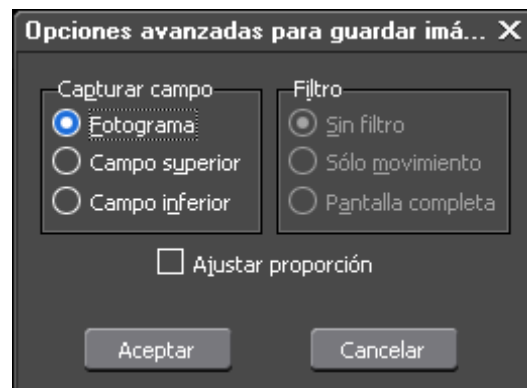 Opciones avanzadas para guardar imá...
Capturar campo
Fotograma
Campo superior
Campo inferior
Filtro
Sin filtro
Sólo movimiento
Pantalla completa
Ajustar proporción
Aceptar
Cancelar